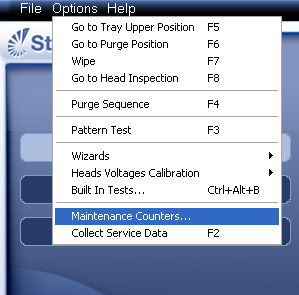 File Options Help
St
Go to Tray Upper Position F5
Go to Purge Position F6
Wipe F7
Go to Head Inspection F8
Purge Sequence F4
Pattern Test F3
Wizards
Heads Voltages Calibration
Built In Tests... Ctrl+Alt+B
Maintenance Counters...
Collect Service Data F2